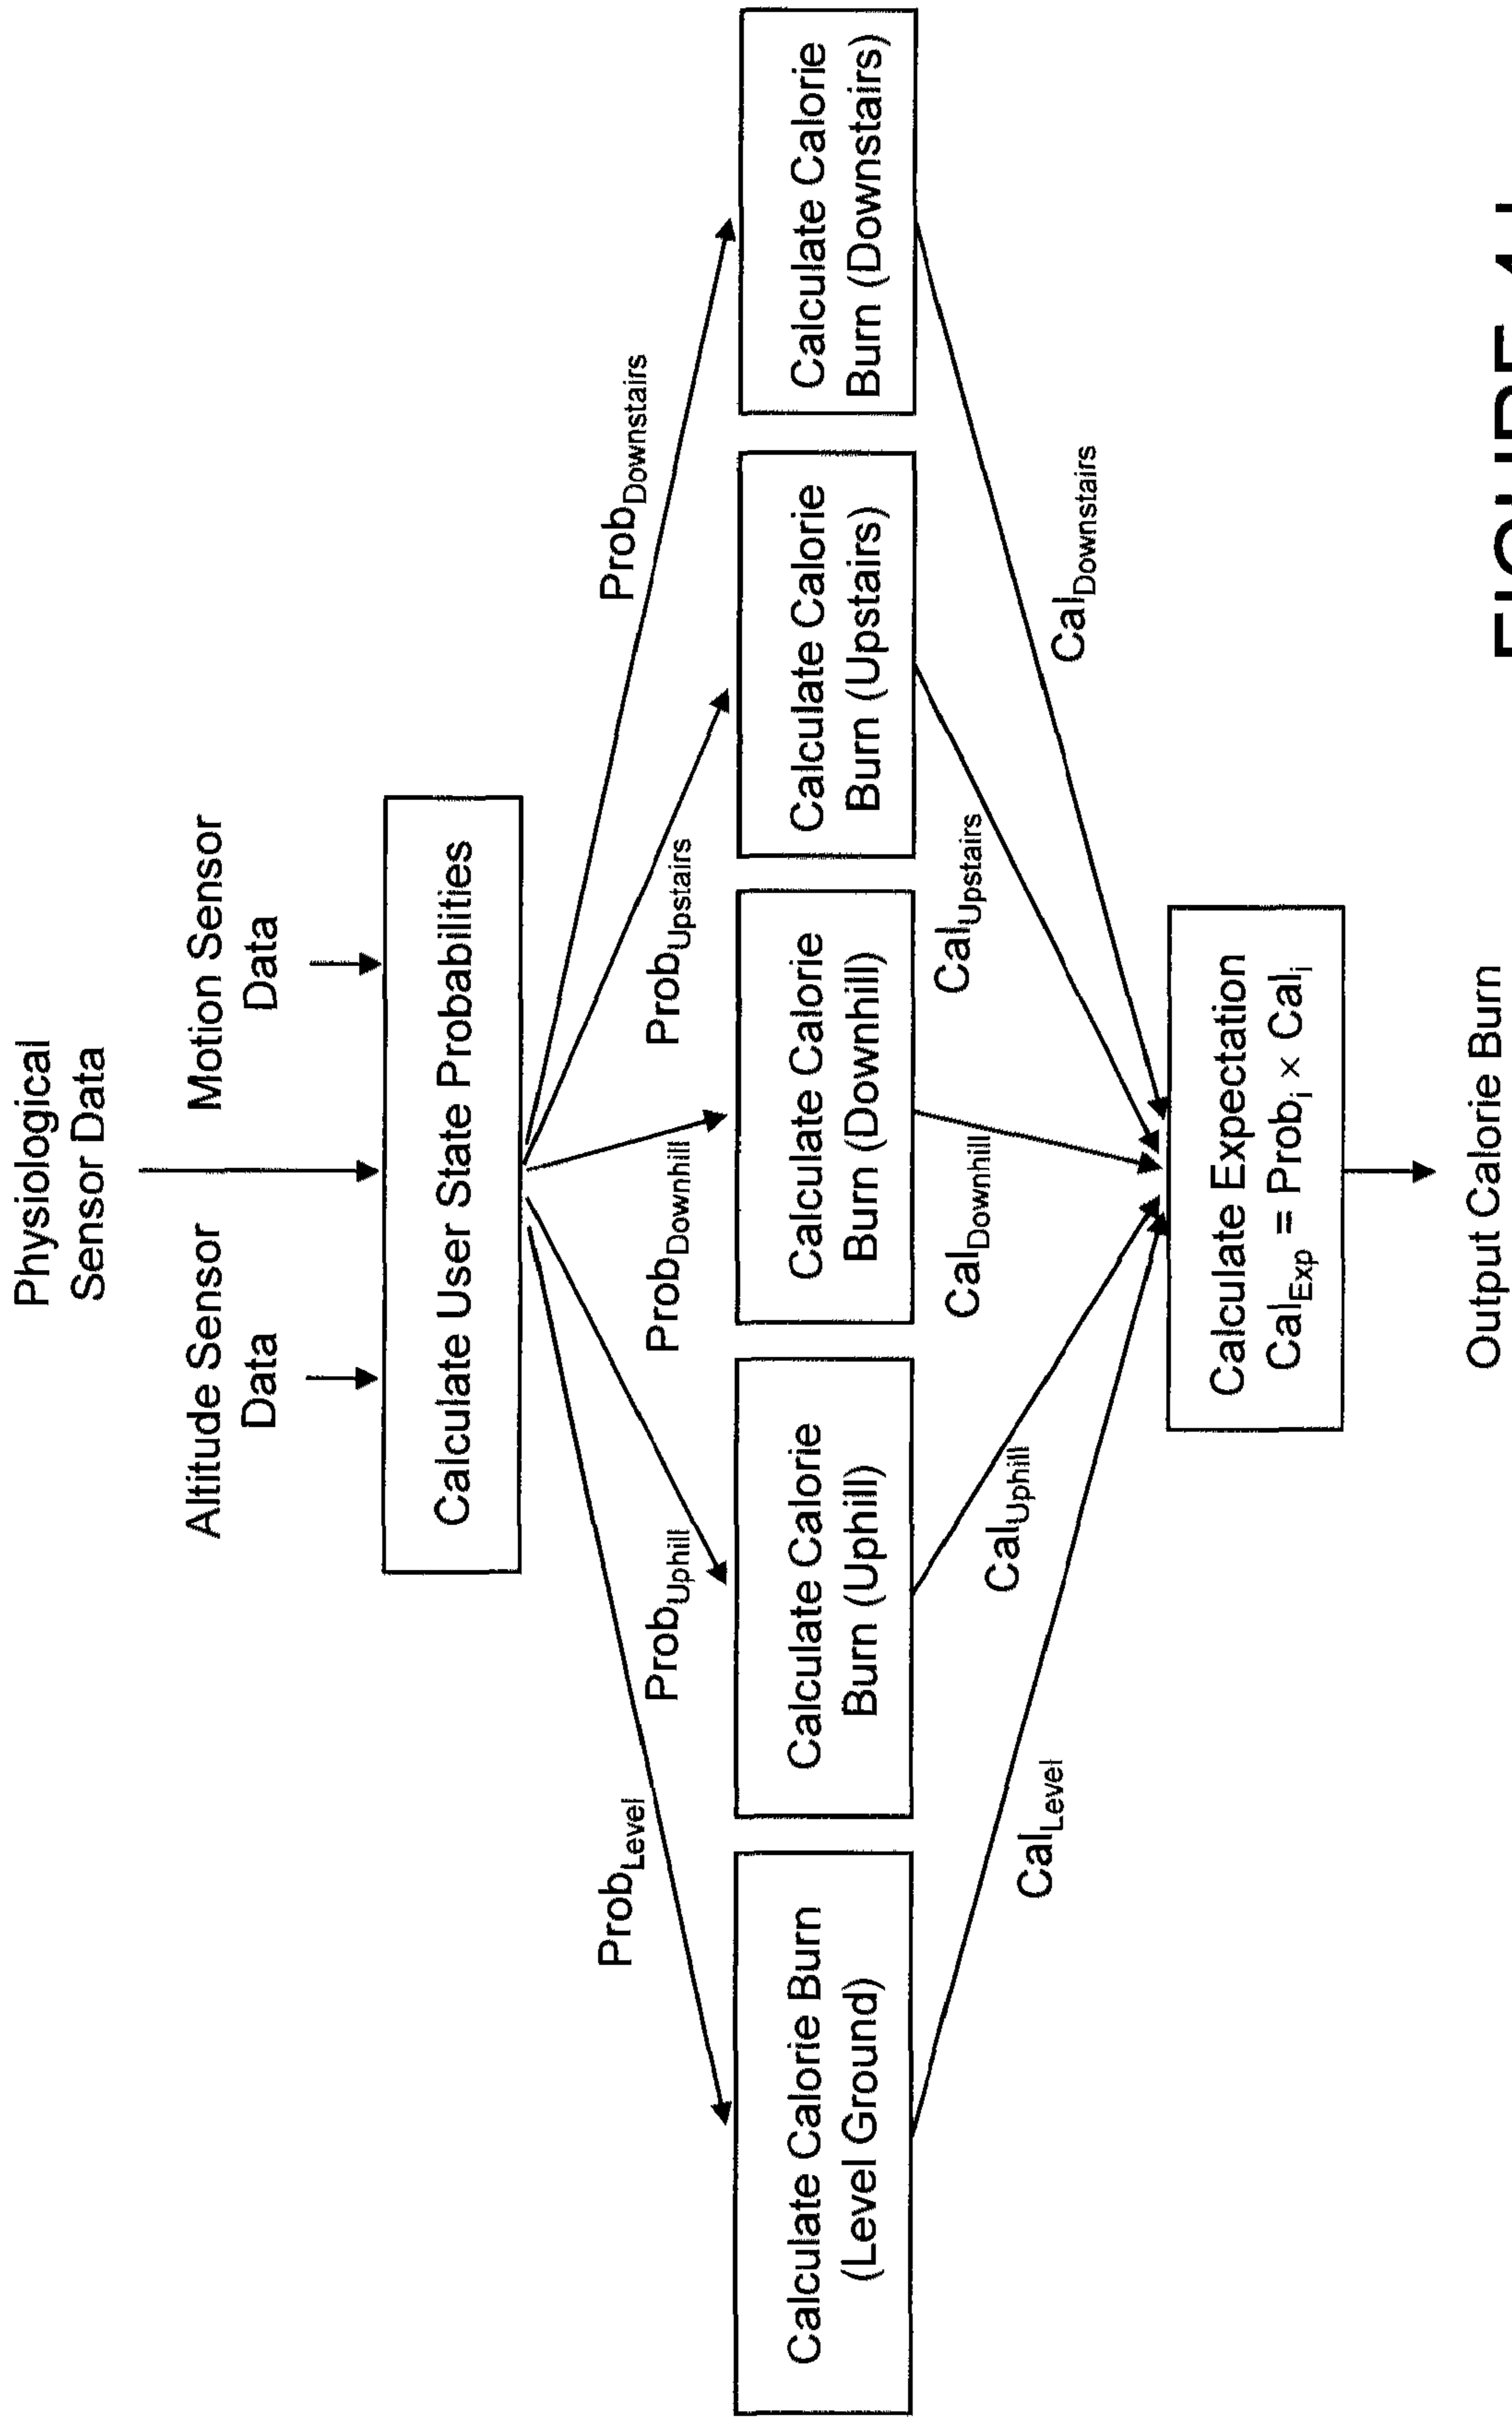 Physiological
Sensor Data
Altitude Sensor
Data
Motion Sensor
Data
Calculate User State Probabilities
Prob_Level
Prob_Uphill
Prob_Downhill
Prob_Upstairs
Prob_Downstairs
Calculate Calorie Burn
(Level Ground)
Calculate Calorie
Burn (Uphill)
Calculate Calorie
Burn (Downhill)
Calculate Calorie
Burn (Upstairs)
Calculate Calorie
Burn (Downstairs)
Cal_Level
Cal_Uphill
Cal_Downhill
Cal_Upstairs
Cal_Downstairs
Calculate Expectation
Cal_Exp = Prob_i × Cal_i
Output Calorie Burn